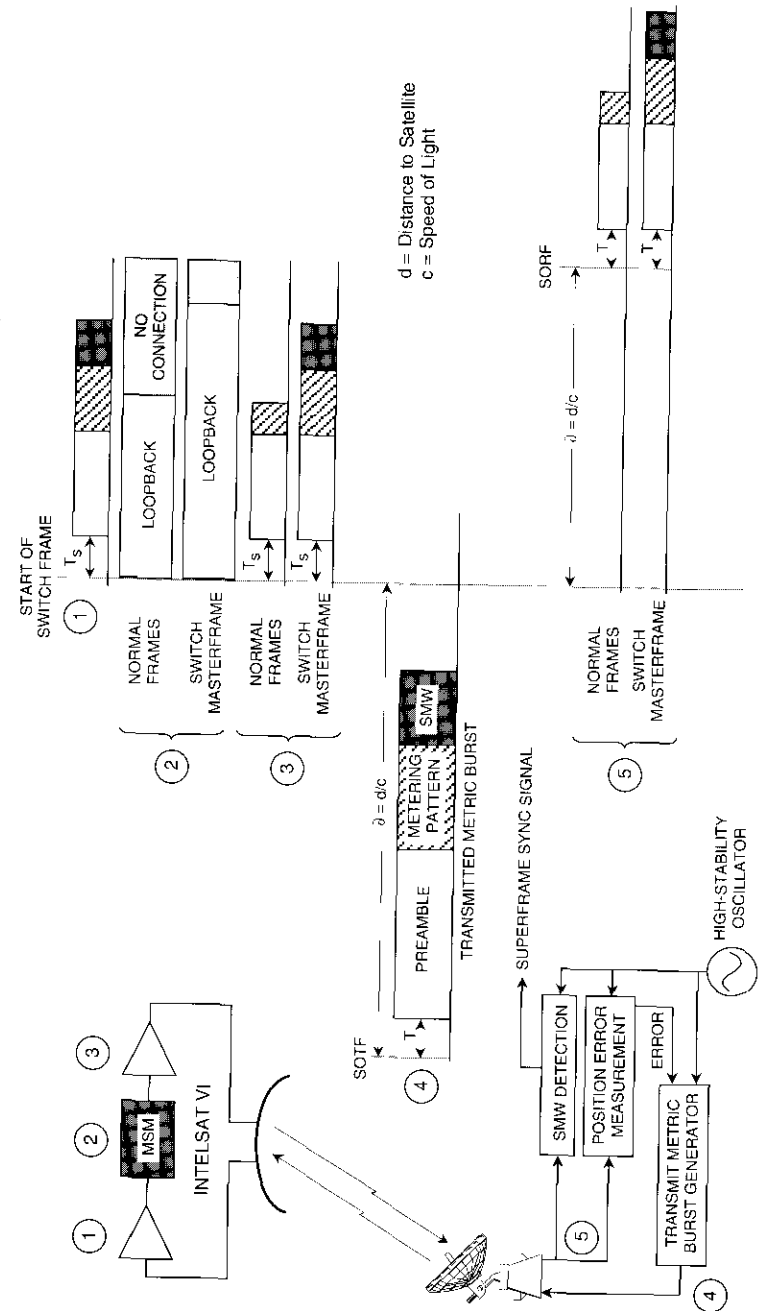 START OF
SWITCH FRAME
1
Ts
2
NORMAL
FRAMES
LOOPBACK
NO
CONNECTION
SWITCH
MASTERFRAME
LOOPBACK
3
NORMAL
FRAMES
Ts
SWITCH
MASTERFRAME
Ts
1
2
3
MSM
INTELSAT VI
∂ = d/c
SOTF
T
4
PREAMBLE
METERING
PATTERN
SMW
TRANSMITTED METRIC BURST
d = Distance to Satellite
c = Speed of Light
SUPERFRAME SYNC SIGNAL
5
SMW DETECTION
POSITION ERROR
MEASUREMENT
ERROR
TRANSMIT METRIC
BURST GENERATOR
4
HIGH-STABILITY
OSCILLATOR
SORF
∂ = d/c
5
NORMAL
FRAMES
T
SWITCH
MASTERFRAME
T